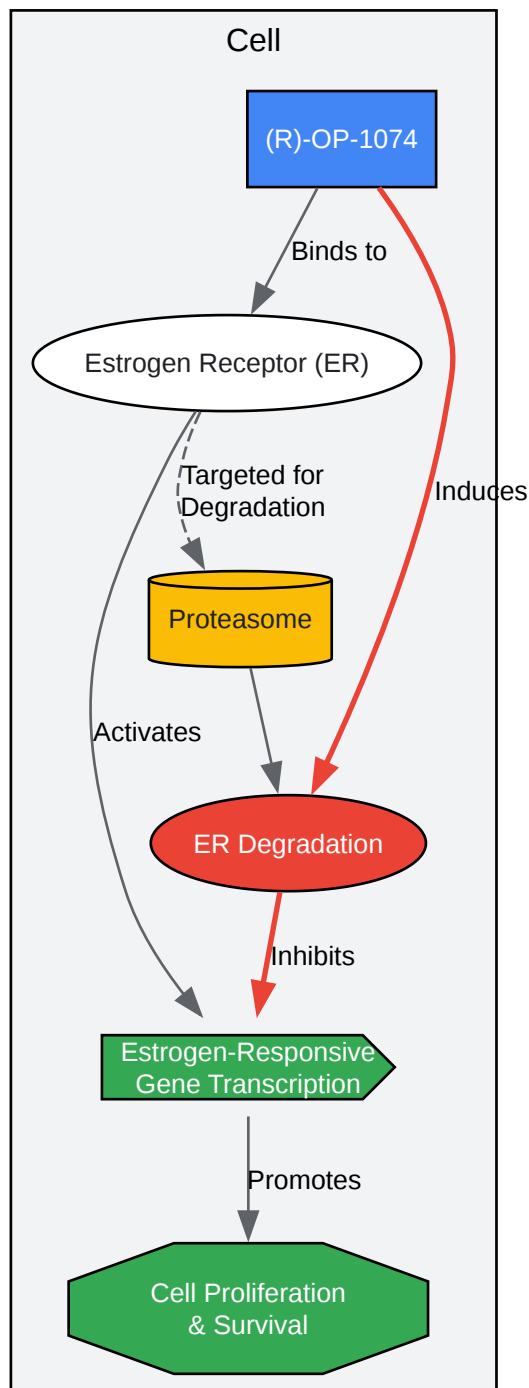 Cell
(R)-OP-1074
Binds to
Estrogen Receptor (ER)
Targeted for
Degradation
Induces
Proteasome
Activates
ER Degradation
Inhibits
Estrogen-Responsive
Gene Transcription
Promotes
Cell Proliferation
& Survival